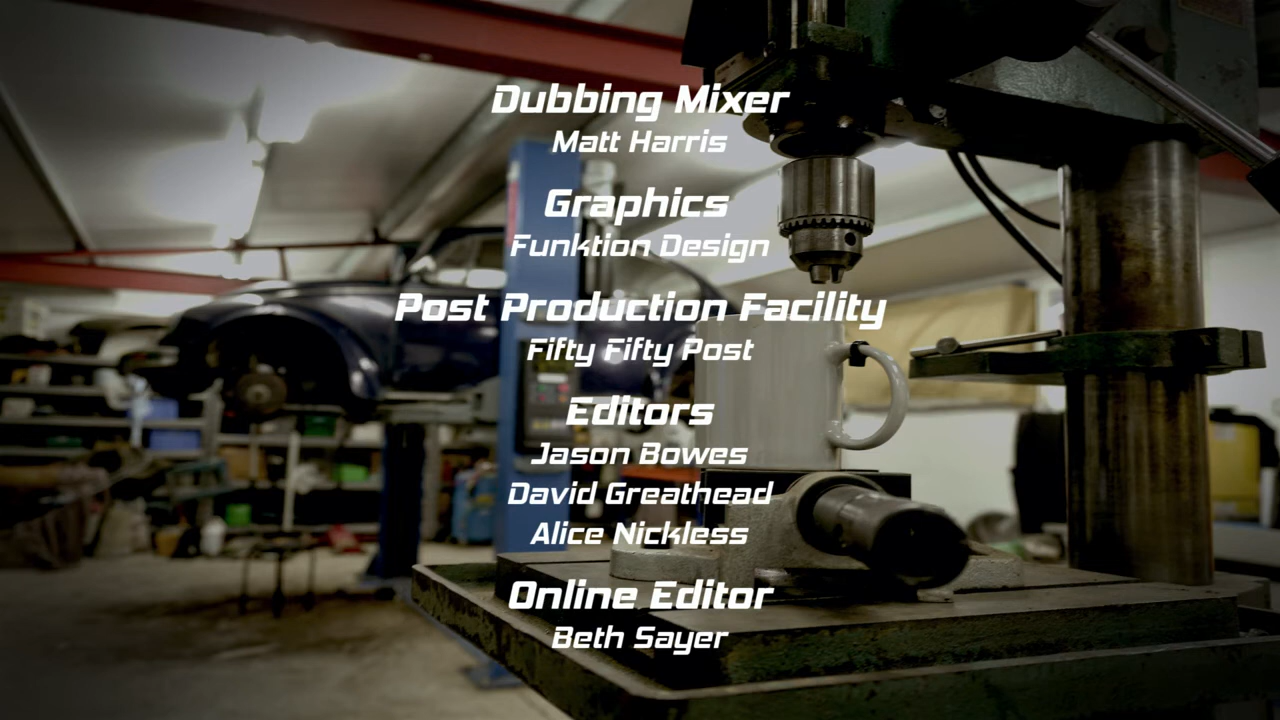 Dubbing Mixer
Matt Harris
Graphics
Funktion Design
Post Production Facility
Fifty Fifty Post
Editors
Jason Bowes
David Greathead
Alice Nickless
Online Editor
Beth Sayer